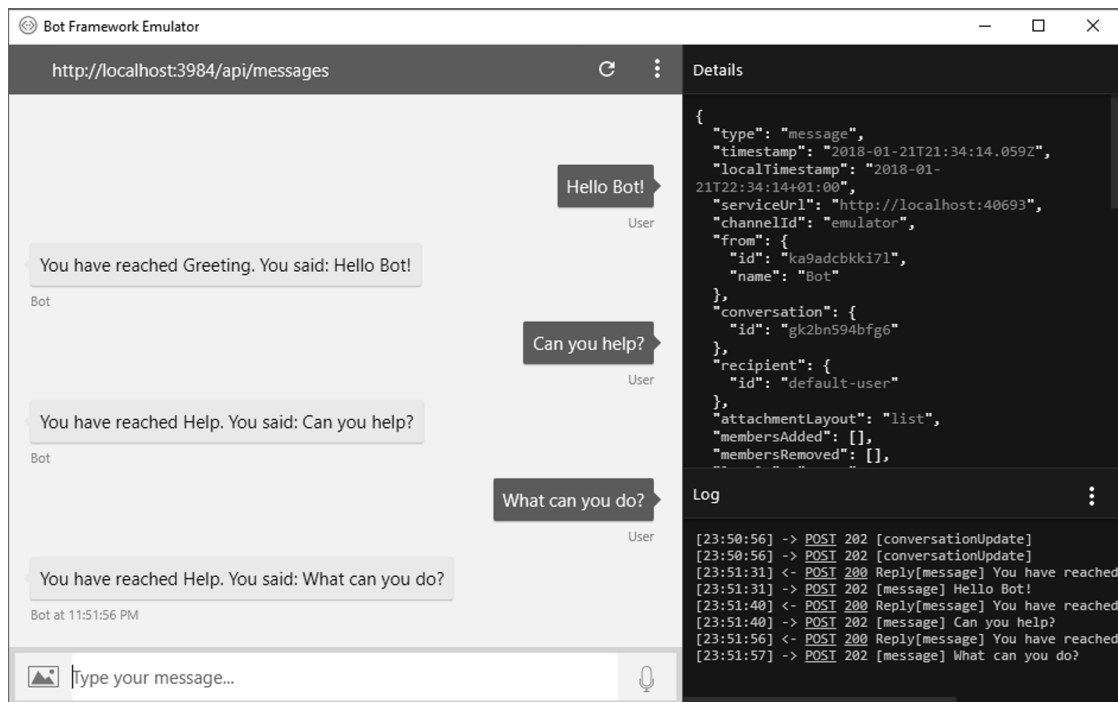 Bot Framework Emulator
http://localhost:3984/api/messages
Hello Bot!
User
You have reached Greeting. You said: Hello Bot!
Bot
Can you help?
User
You have reached Help. You said: Can you help?
Bot
What can you do?
User
You have reached Help. You said: What can you do?
Bot at 11:51:56 PM
Type your message...
Details
{
"type": "message",
"timestamp": "2018-01-21T21:34:14.059Z",
"localTimestamp": "2018-01-
21T22:34:14+01:00",
"serviceUrl": "http://localhost:40693",
"channelId": "emulator",
"from": {
"id": "ka9adcbkki7l",
"name": "Bot"
},
"conversation": {
"id": "gk2bn594bfg6"
},
"recipient": {
"id": "default-user"
},
"attachmentLayout": "list",
"membersAdded": [],
"membersRemoved": [],
Log
[23:50:56] -> POST 202 [conversationUpdate]
[23:50:56] -> POST 202 [conversationUpdate]
[23:51:31] <- POST 200 Reply[message] You have reached
[23:51:31] -> POST 202 [message] Hello Bot!
[23:51:40] <- POST 200 Reply[message] You have reached
[23:51:40] -> POST 202 [message] Can you help?
[23:51:56] <- POST 200 Reply[message] You have reached
[23:51:57] -> POST 202 [message] What can you do?